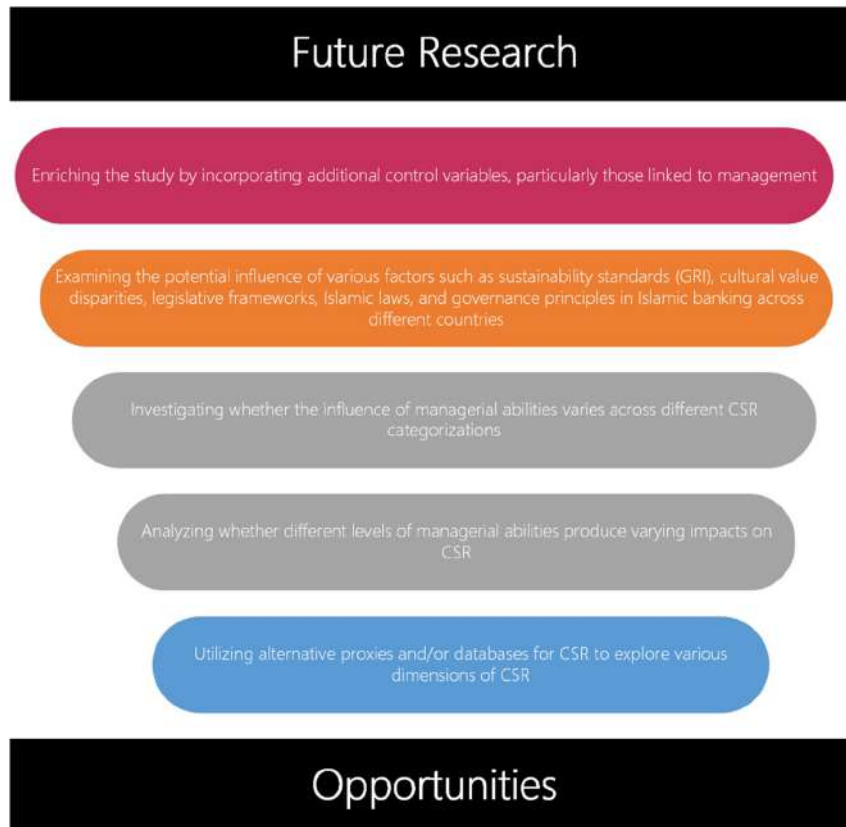 Future Research
Enriching the study by incorporating additional control variables, particularly those linked to management
Examining the potential influence of various factors such as sustainability standards (GRI), cultural value
disparities, legislative frameworks, Islamic laws, and governance principles in Islamic banking across
different countries
Investigating whether the influence of managerial abilities varies across different CSR
categorizations
Analyzing whether different levels of managerial abilities produce varying impacts on
CSR
Utilizing alternative proxies and/or databases for CSR to explore various
dimensions of CSR
Opportunities